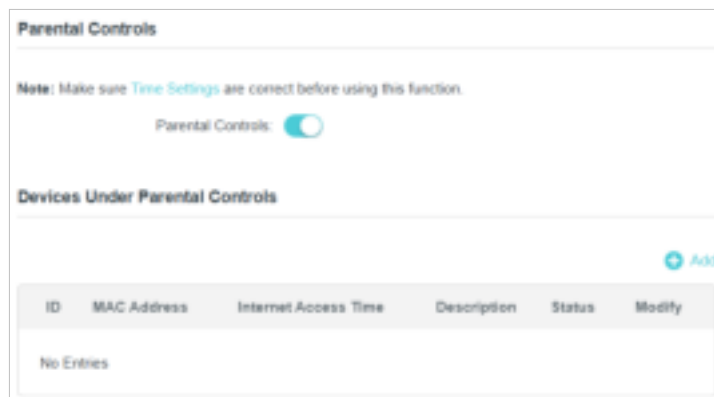 Parental Controls
Note: Make sure Time Settings are correct before using this function.
Parental Controls:
Devices Under Parental Controls
Add
ID MAC Address Internet Access Time Description Status Modify
No Entries